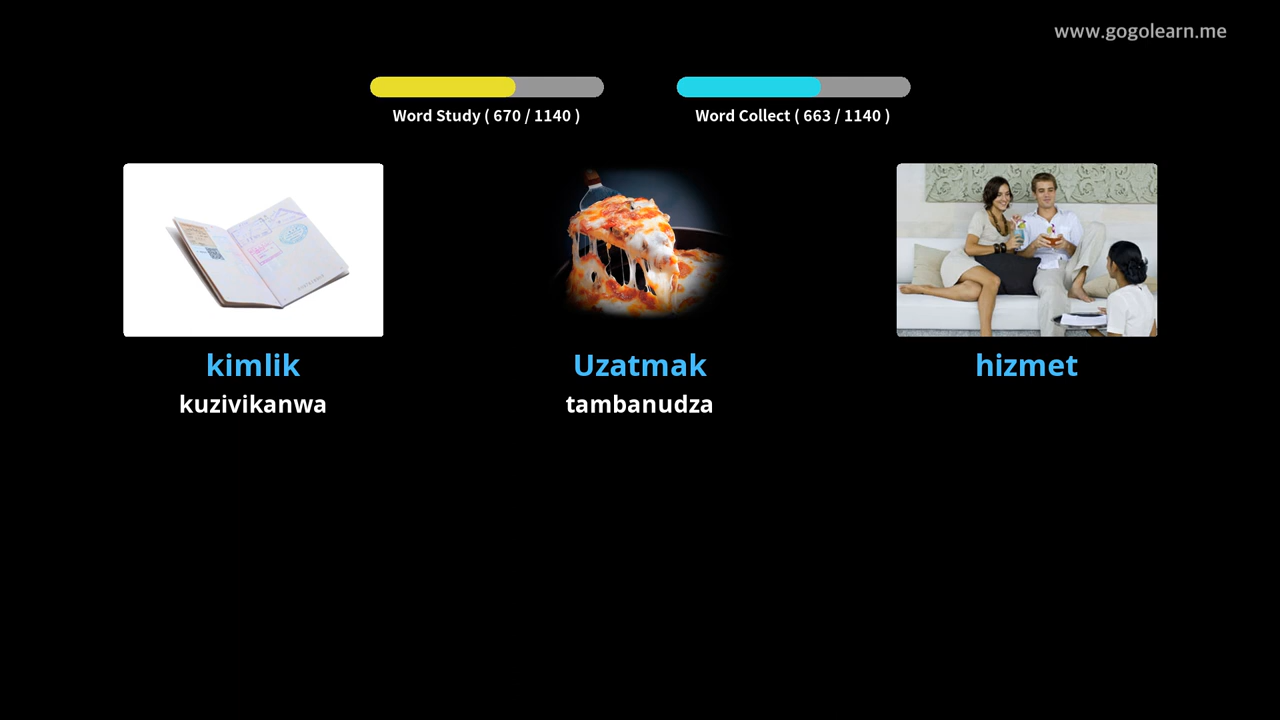 www.gogolearn.me
Word Study ( 670 / 1140 )
Word Collect ( 663 / 1140 )
kimlik
kuzivikanwa
Uzatmak
tambanudza
hizmet